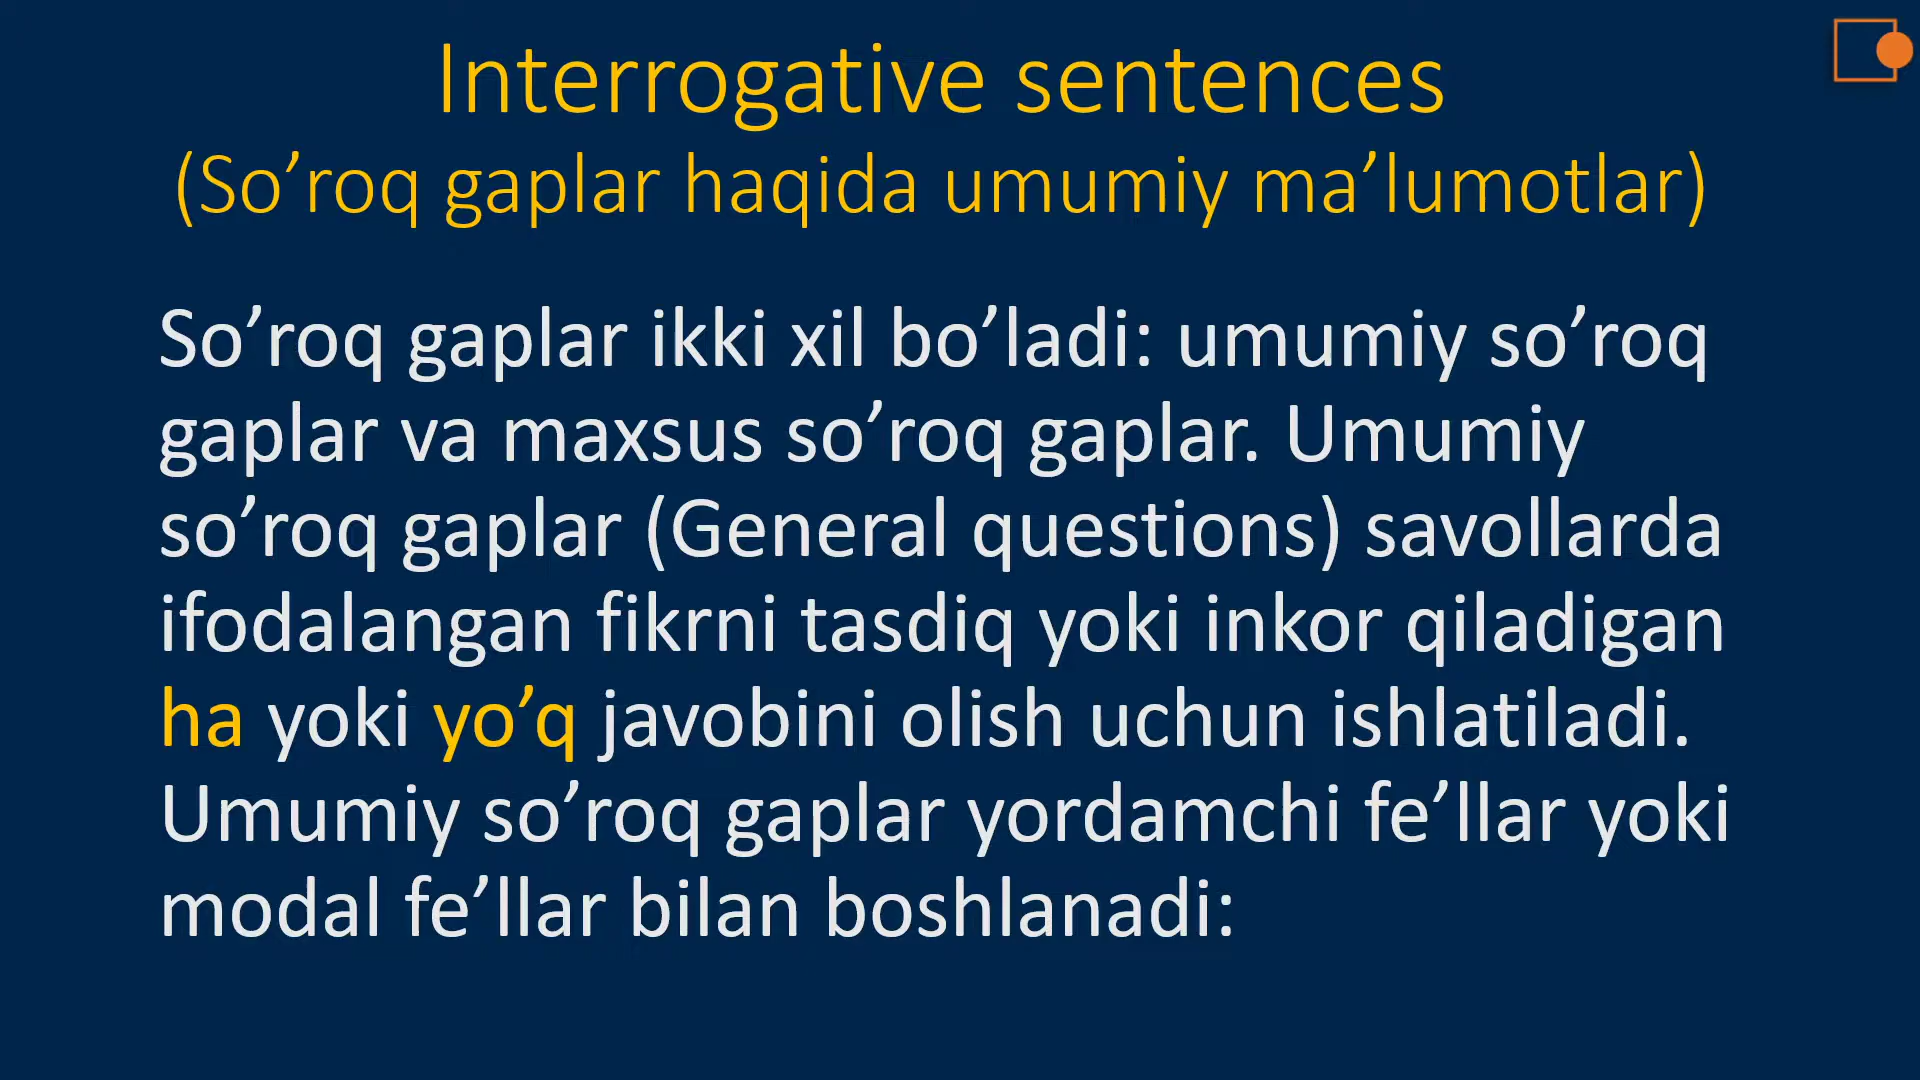 Interrogative sentences
(So’roq gaplar haqida umumiy ma’lumotlar)
So’roq gaplar ikki xil bo’ladi: umumiy so’roq
gaplar va maxsus so’roq gaplar. Umumiy
so’roq gaplar (General questions) savollarda
ifodalangan fikrni tasdiq yoki inkor qiladigan
ha yoki yo’q javobini olish uchun ishlatiladi.
Umumiy so’roq gaplar yordamchi fe’llar yoki
modal fe’llar bilan boshlanadi: